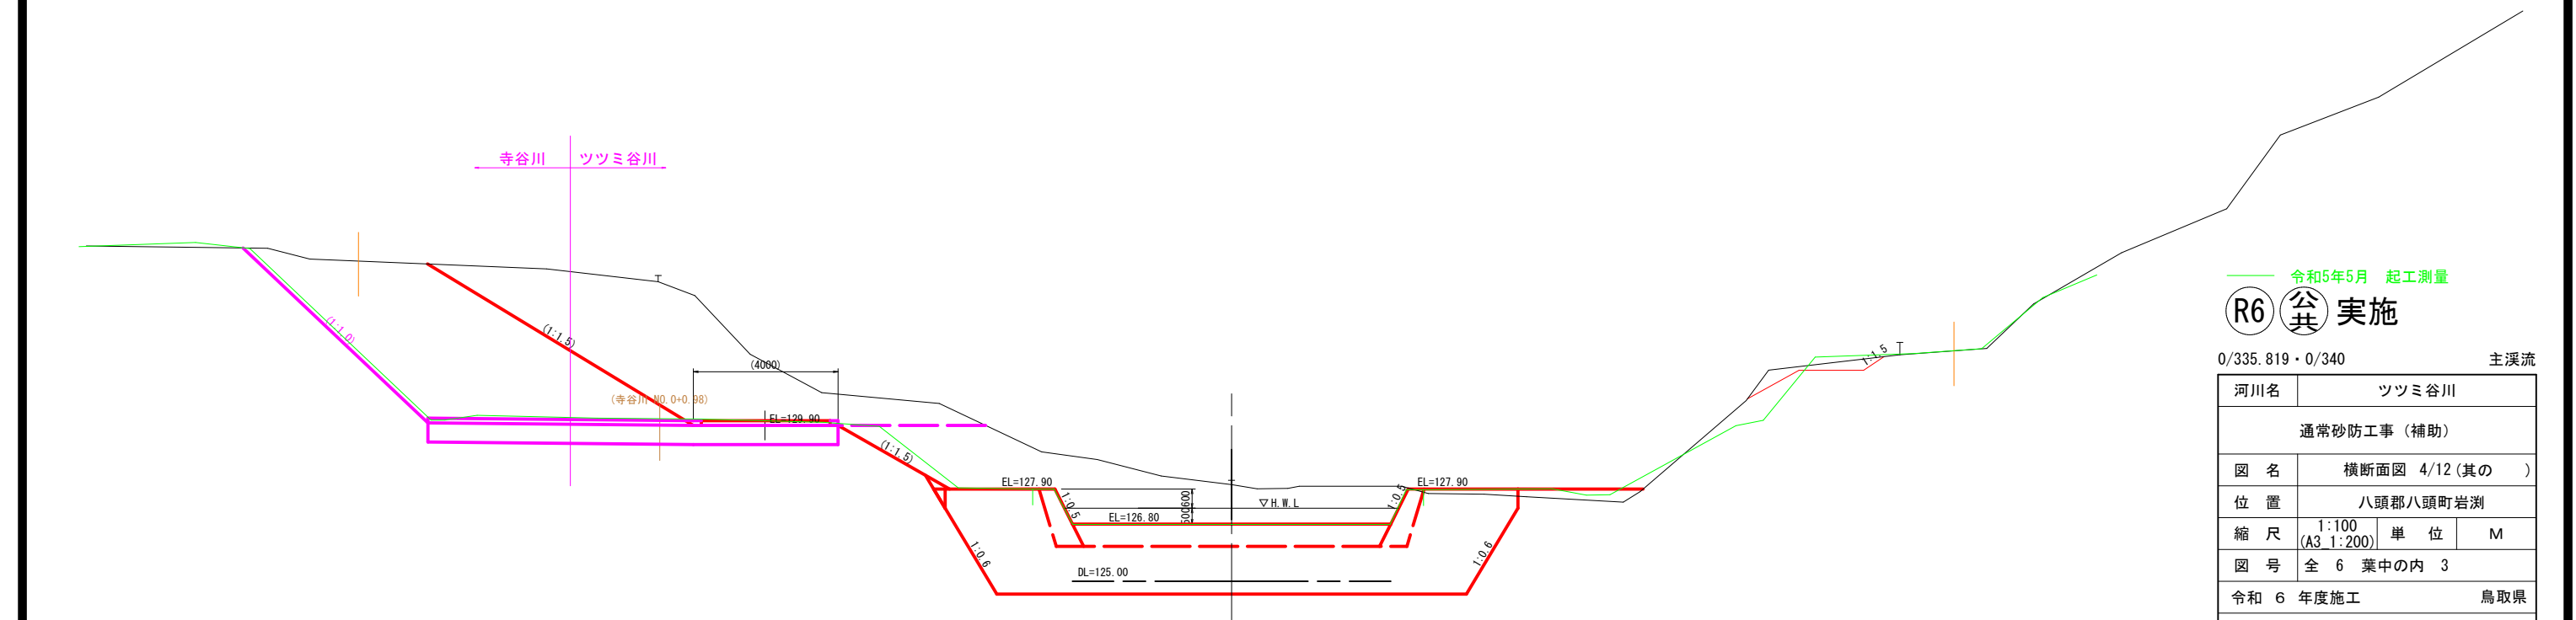 寺谷川 ツツミ谷川
令和5年5月 起工測量
R6 公共 実施
(1:1.0)
(1:1.5)
(4000)
0/335.819・0/340 主渓流
1:1.5
河川名 ツツミ谷川
(寺谷川 NO.0+0.98)
EL=129.90
通常砂防工事（補助）
(1:1.5)
図 名 横断面図 4/12(其の )
EL=127.90
EL=127.90
1:0.5
1:0.5
600
500
▽H.W.L
EL=126.80
位 置 八頭郡八頭町岩渕
縮 尺 1:100
(A3_1:200) 単 位 M
1:0.6
1:0.6
DL=125.00
図 号 全 6 葉中の内 3
令和 6 年度施工 鳥取県